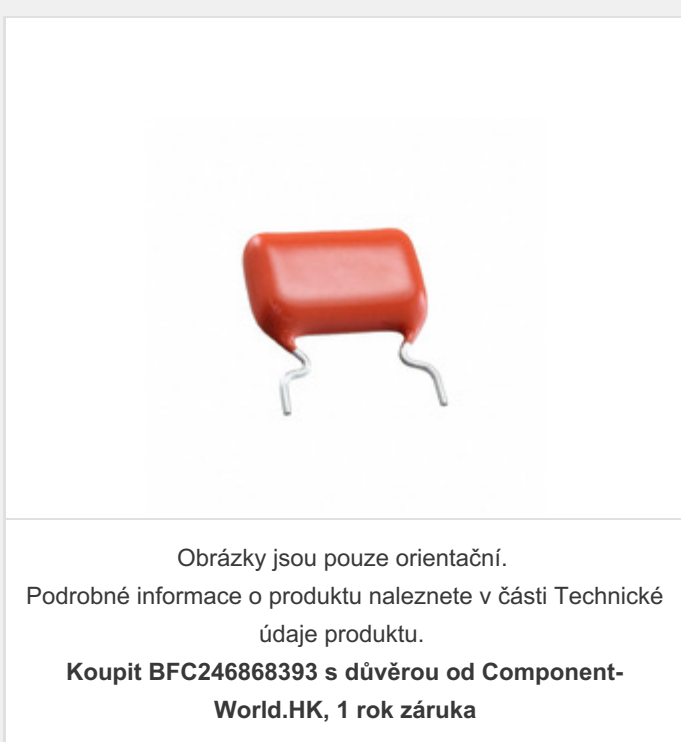 Obrázky jsou pouze orientační.
Podrobné informace o produktu naleznete v části Technické
údaje produktu.
Koupit BFC246868393 s důvěrou od Component-
World.HK, 1 rok záruka